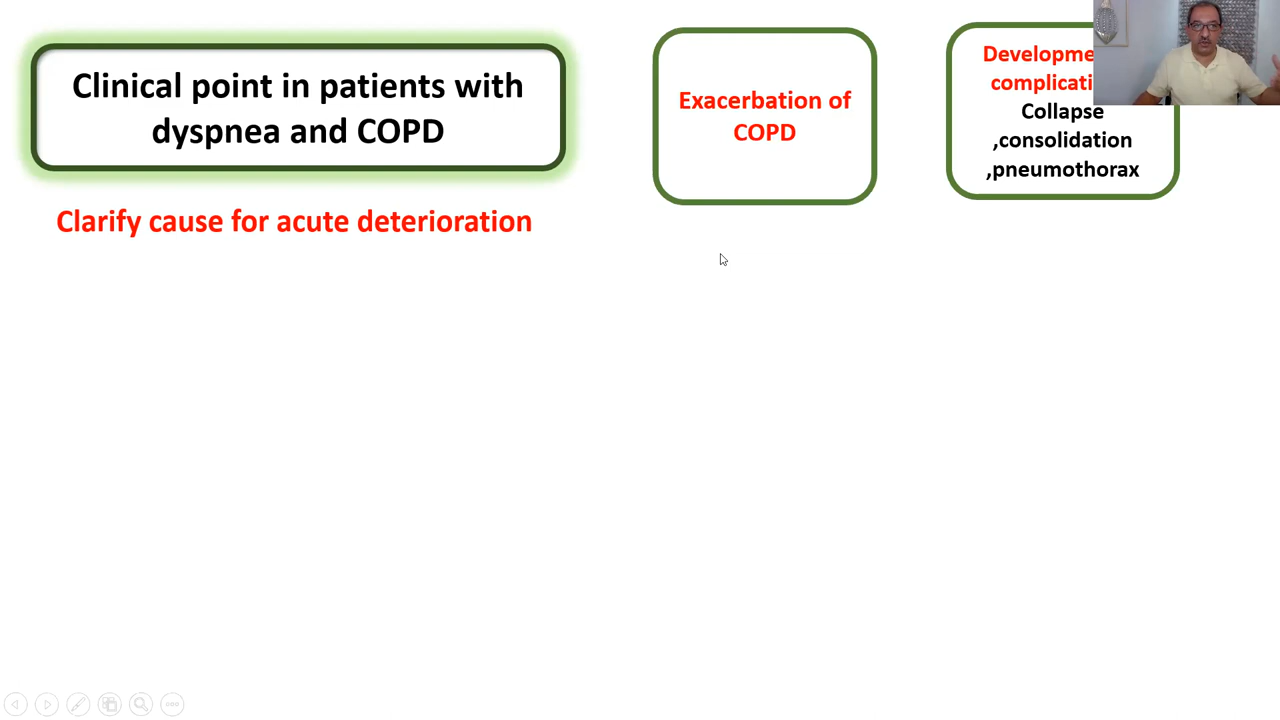 Clinical point in patients with
dyspnea and COPD
Clarify cause for acute deterioration
Exacerbation of
COPD
Collapse
,consolidation
,pneumothorax